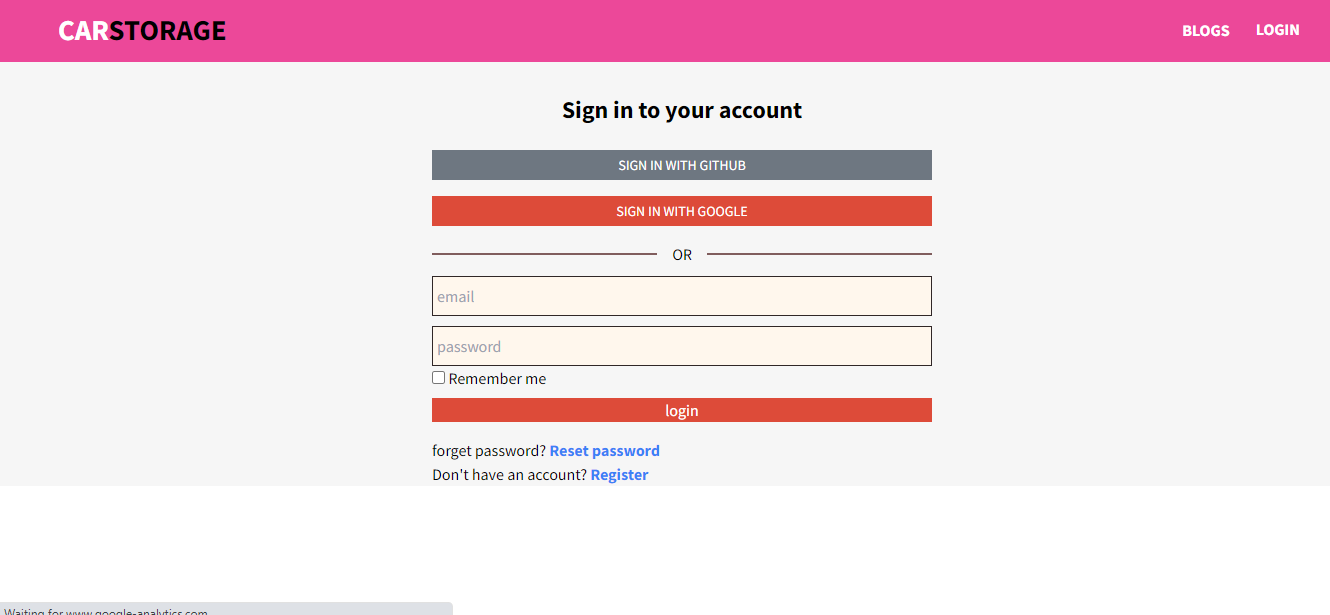 CARSTORAGE
BLOGS
LOGIN
Sign in to your account
SIGN IN WITH GITHUB
SIGN IN WITH GOOGLE
OR
email
password
Remember me
login
forget password? Reset password
Don't have an account? Register
Waiting for www.google-analytics.com